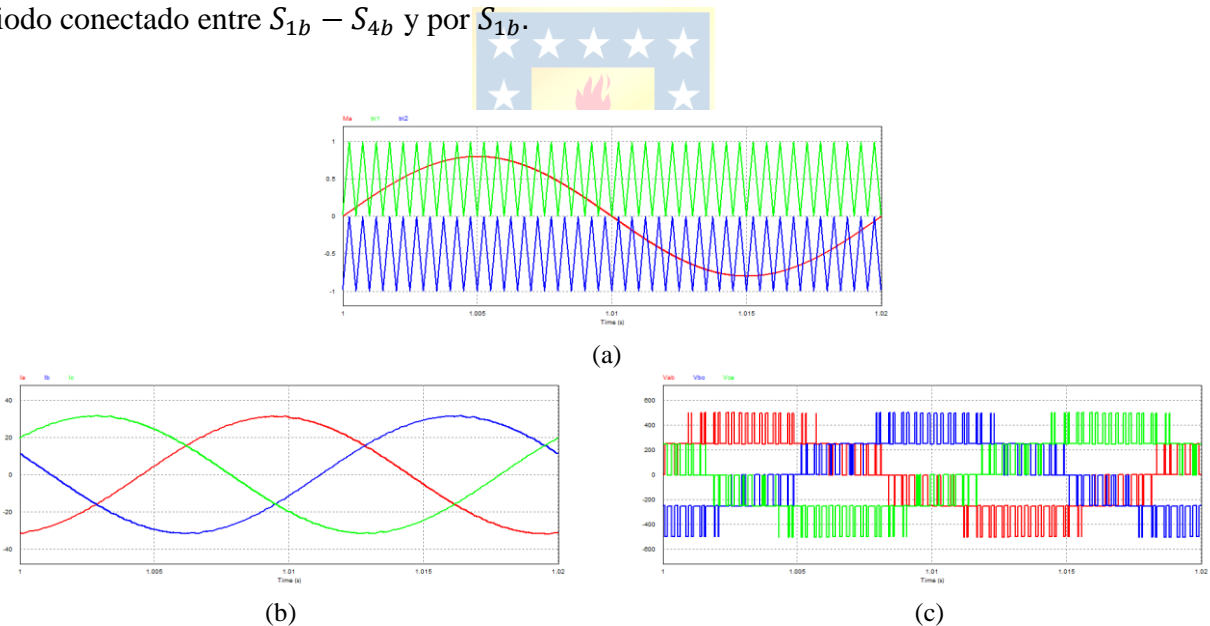 iodo conectado entre S₁b − S₄b y por S₁b.
Ma tri1 tri2
1
0.5
0
-0.5
-1
1 1.005 1.01 1.015 1.02
Time (s)
(a)
Ia Ib Ic
40
20
0
-20
-40
1 1.005 1.01 1.015 1.02
Time (s)
(b)
Vab Vbc Vca
600
400
200
0
-200
-400
-600
1 1.005 1.01 1.015 1.02
Time (s)
(c)